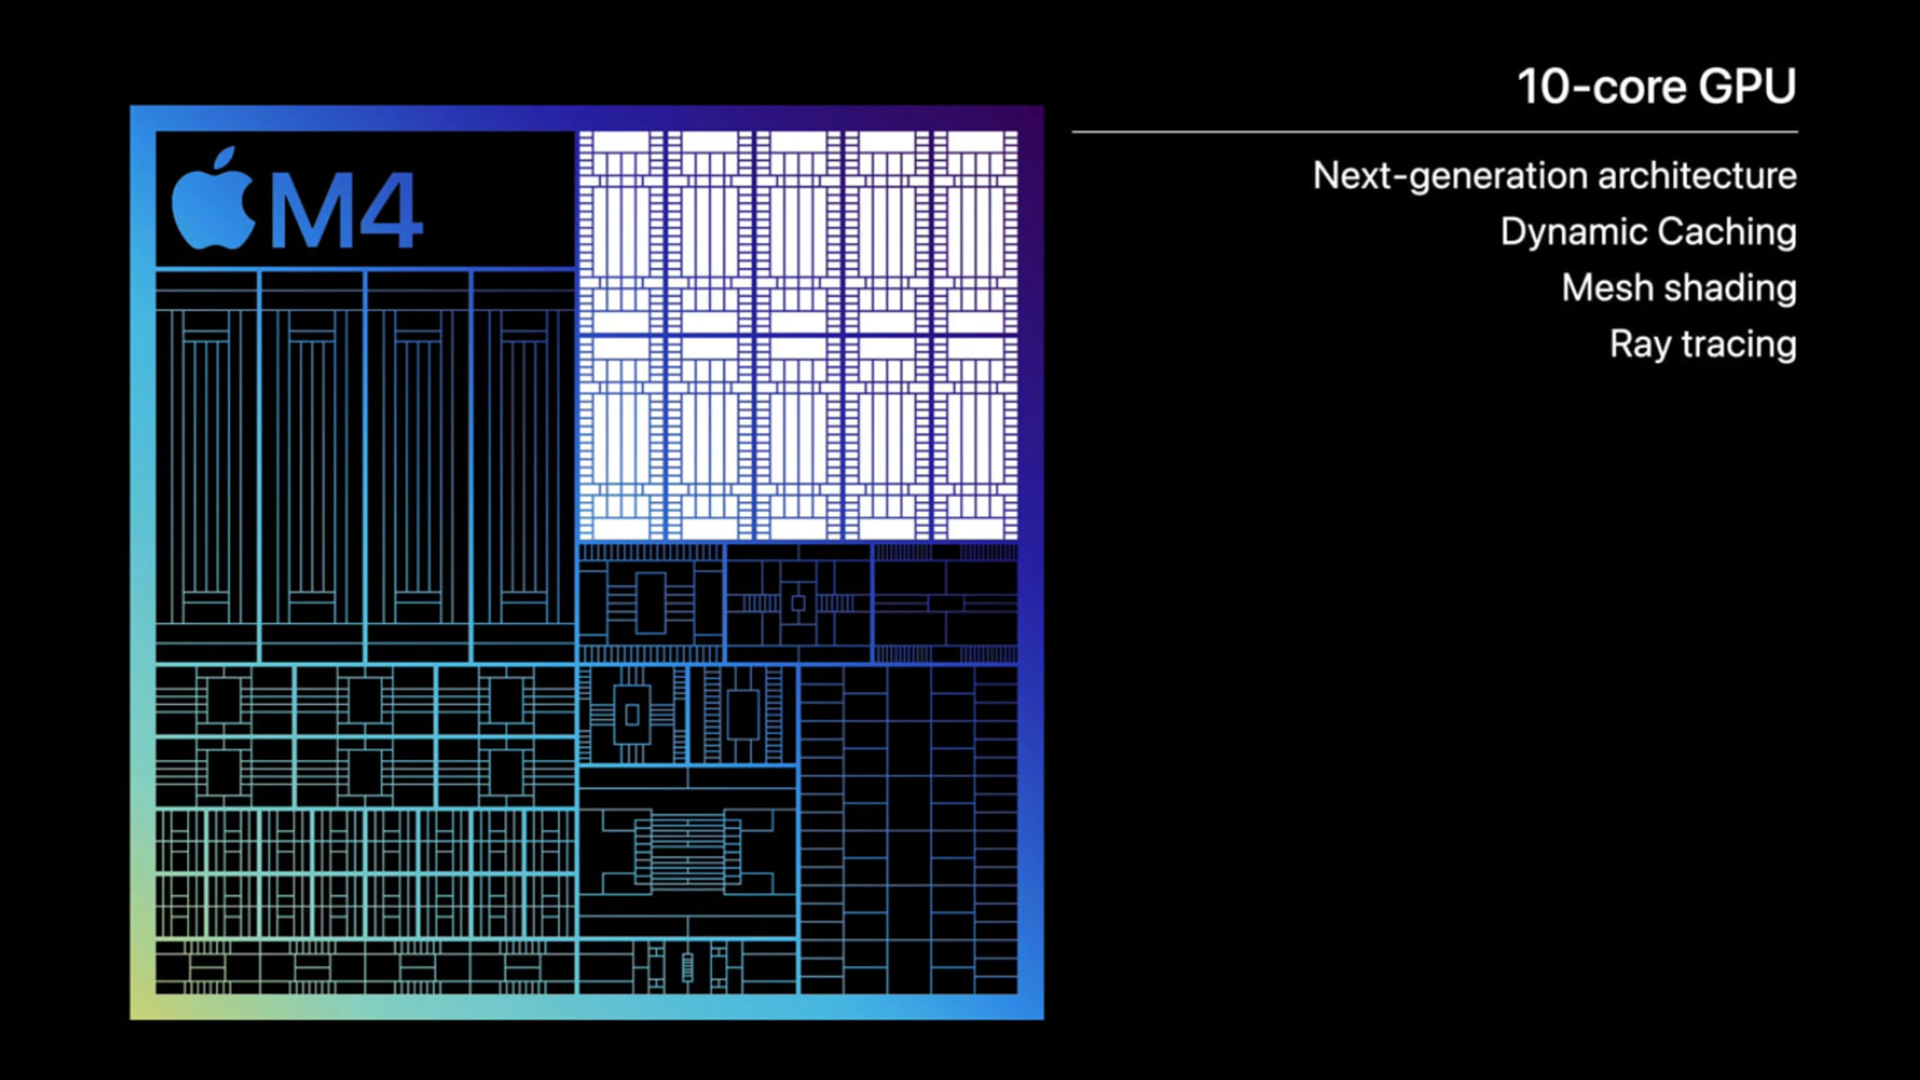 M4
10-core GPU
Next-generation architecture
Dynamic Caching
Mesh shading
Ray tracing